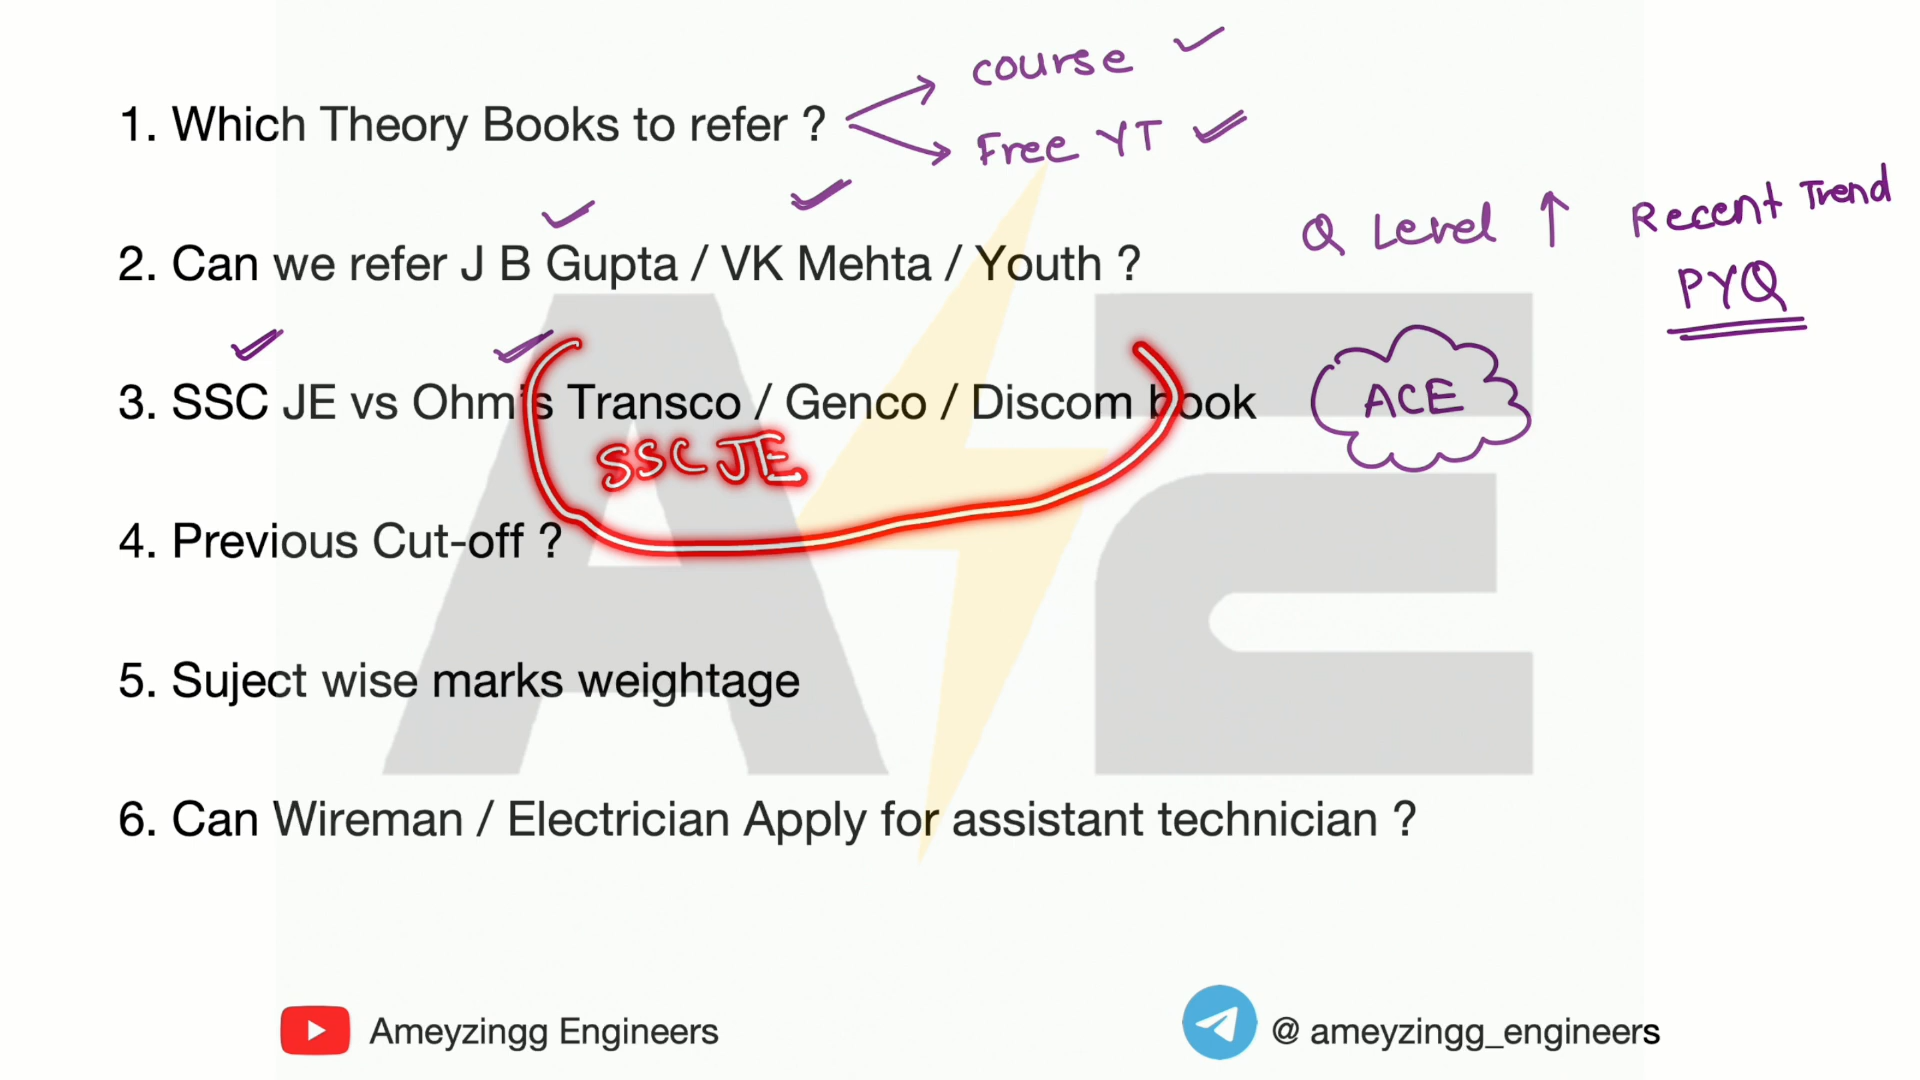 course
1. Which Theory Books to refer ?
Free YT
Q Level ↑ Recent Trend
2. Can we refer J B Gupta / VK Mehta / Youth ?
PYQ
3. SSC JE vs Ohm's Transco / Genco / Discom book
ACE
SSC JE
4. Previous Cut-off ?
5. Suject wise marks weightage
6. Can Wireman / Electrician Apply for assistant technician ?
AE
Ameyzingg Engineers
@ ameyzingg_engineers